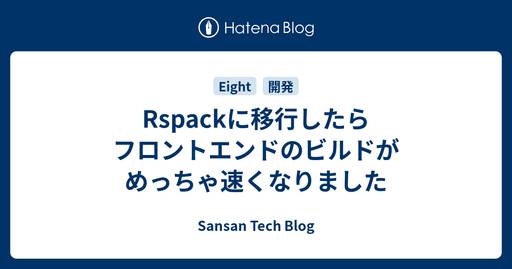 Hatena Blog
Eight 開発
Rspackに移行したら
フロントエンドのビルドが
めっちゃ速くなりました
Sansan Tech Blog